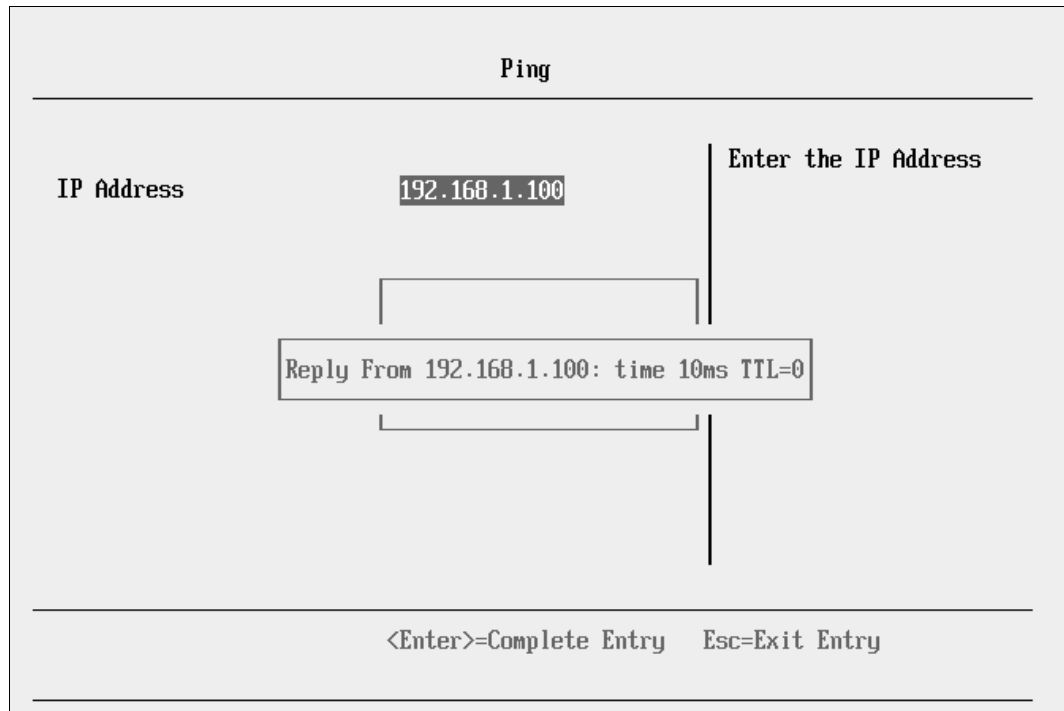 Ping
Enter the IP Address
IP Address 192.168.1.100
Reply From 192.168.1.100: time 10ms TTL=0
<Enter>=Complete Entry Esc=Exit Entry